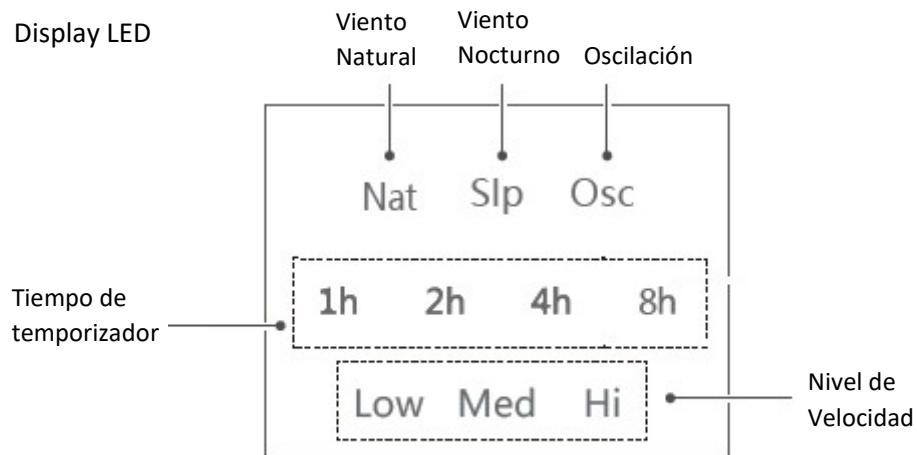 Display LED
Viento
Natural
Viento
Nocturno
Oscilación
Nat Slp Osc
Tiempo de
temporizador
1h 2h 4h 8h
Low Med Hi
Nivel de
Velocidad